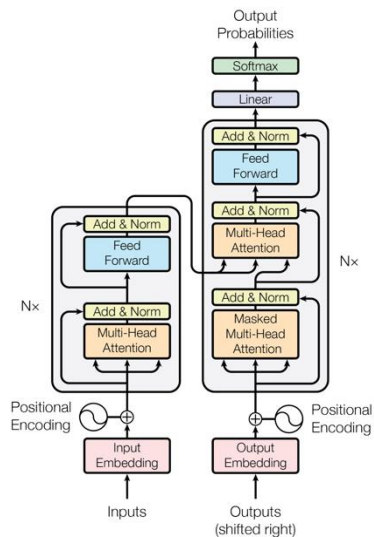 Output
Probabilities
Softmax
Linear
Add & Norm
Feed
Forward
Add & Norm
Multi-Head
Attention
Add & Norm
Masked
Multi-Head
Attention
N×
Add & Norm
Feed
Forward
Add & Norm
Multi-Head
Attention
N×
Positional
Encoding
Positional
Encoding
Input
Embedding
Output
Embedding
Inputs
Outputs
(shifted right)